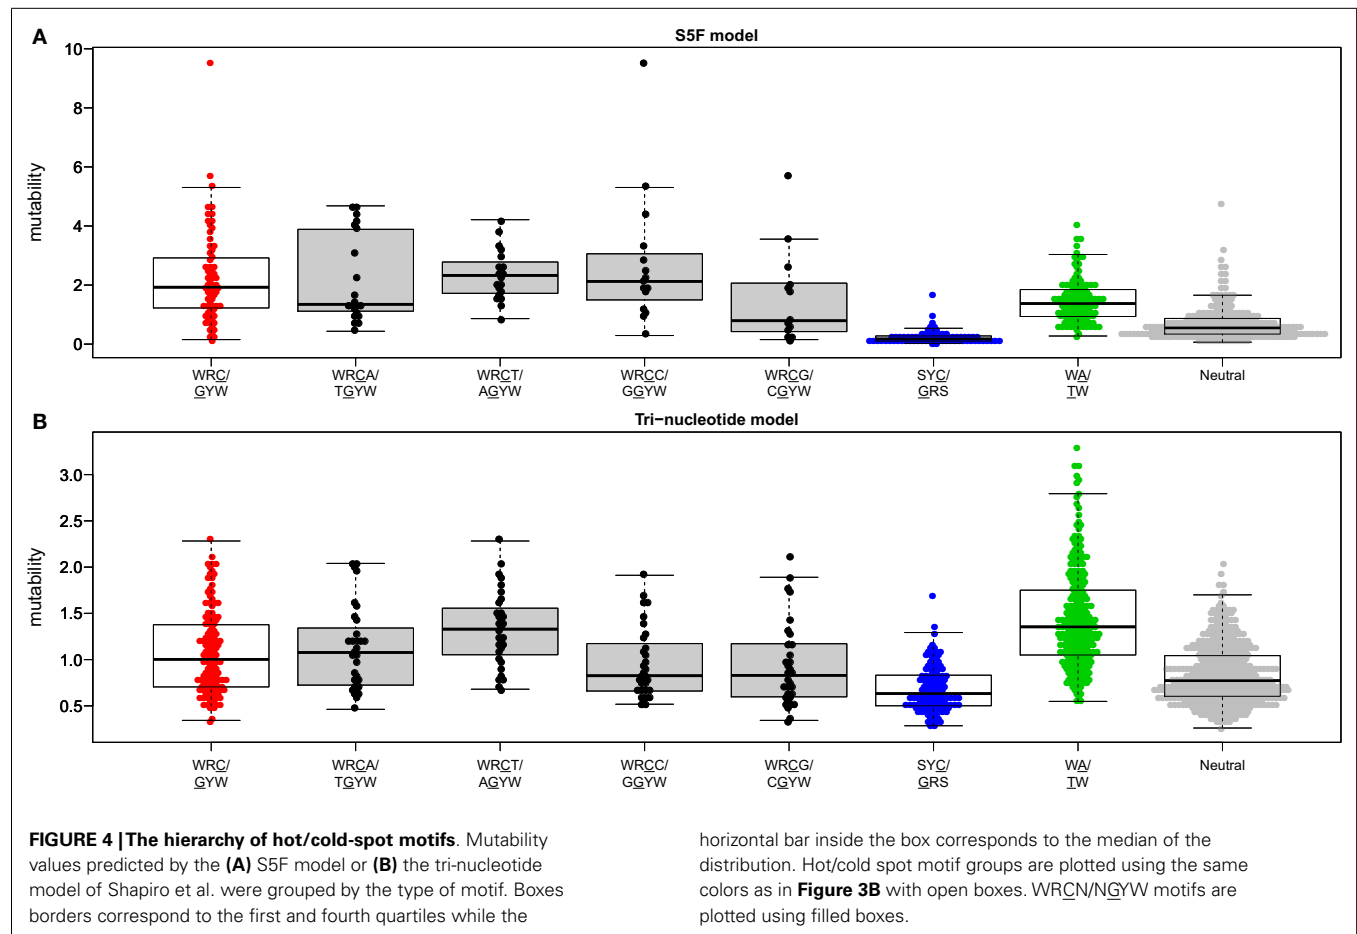 A
S5F model
10
8
6
4
2
0
mutability
WRC/
GYW
WRCA/
TGYW
WRCT/
AGYW
WRCC/
GGYW
WRCG/
CGYW
SYC/
GRS
WA/
TW
Neutral
B
Tri−nucleotide model
3.0
2.5
2.0
1.5
1.0
0.5
mutability
WRC/
GYW
WRCA/
TGYW
WRCT/
AGYW
WRCC/
GGYW
WRCG/
CGYW
SYC/
GRS
WA/
TW
Neutral
FIGURE 4 | The hierarchy of hot/cold-spot motifs. Mutability
values predicted by the (A) S5F model or (B) the tri-nucleotide
model of Shapiro et al. were grouped by the type of motif. Boxes
borders correspond to the first and fourth quartiles while the
horizontal bar inside the box corresponds to the median of the
distribution. Hot/cold spot motif groups are plotted using the same
colors as in Figure 3B with open boxes. WRCN/NGYW motifs are
plotted using filled boxes.